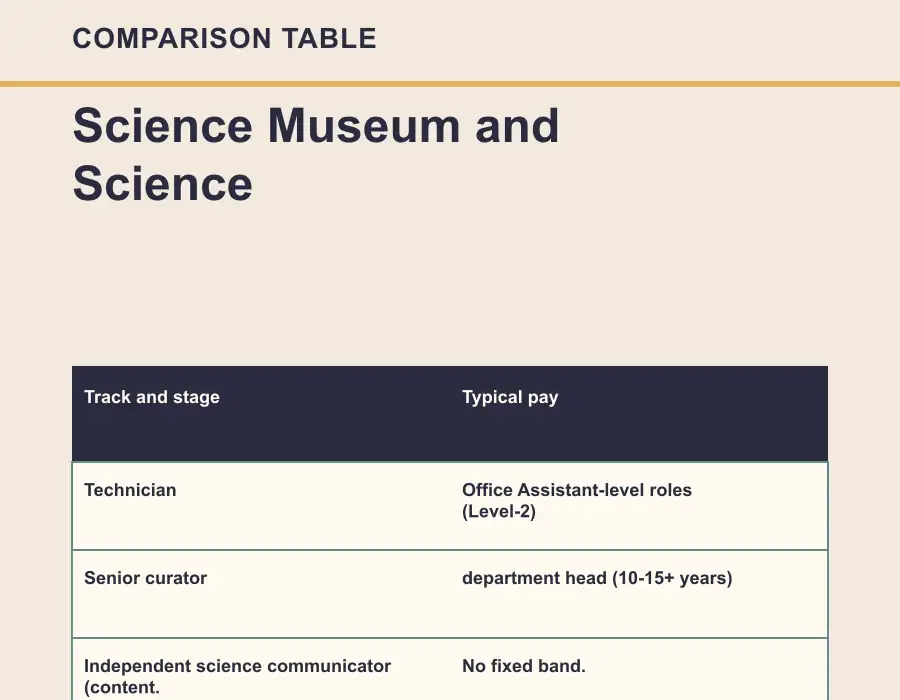 COMPARISON TABLE
Science Museum and
Science
Track and stage
Typical pay
Technician
Office Assistant-level roles
(Level-2)
Senior curator
department head (10-15+ years)
Independent science communicator
(content.
No fixed band.